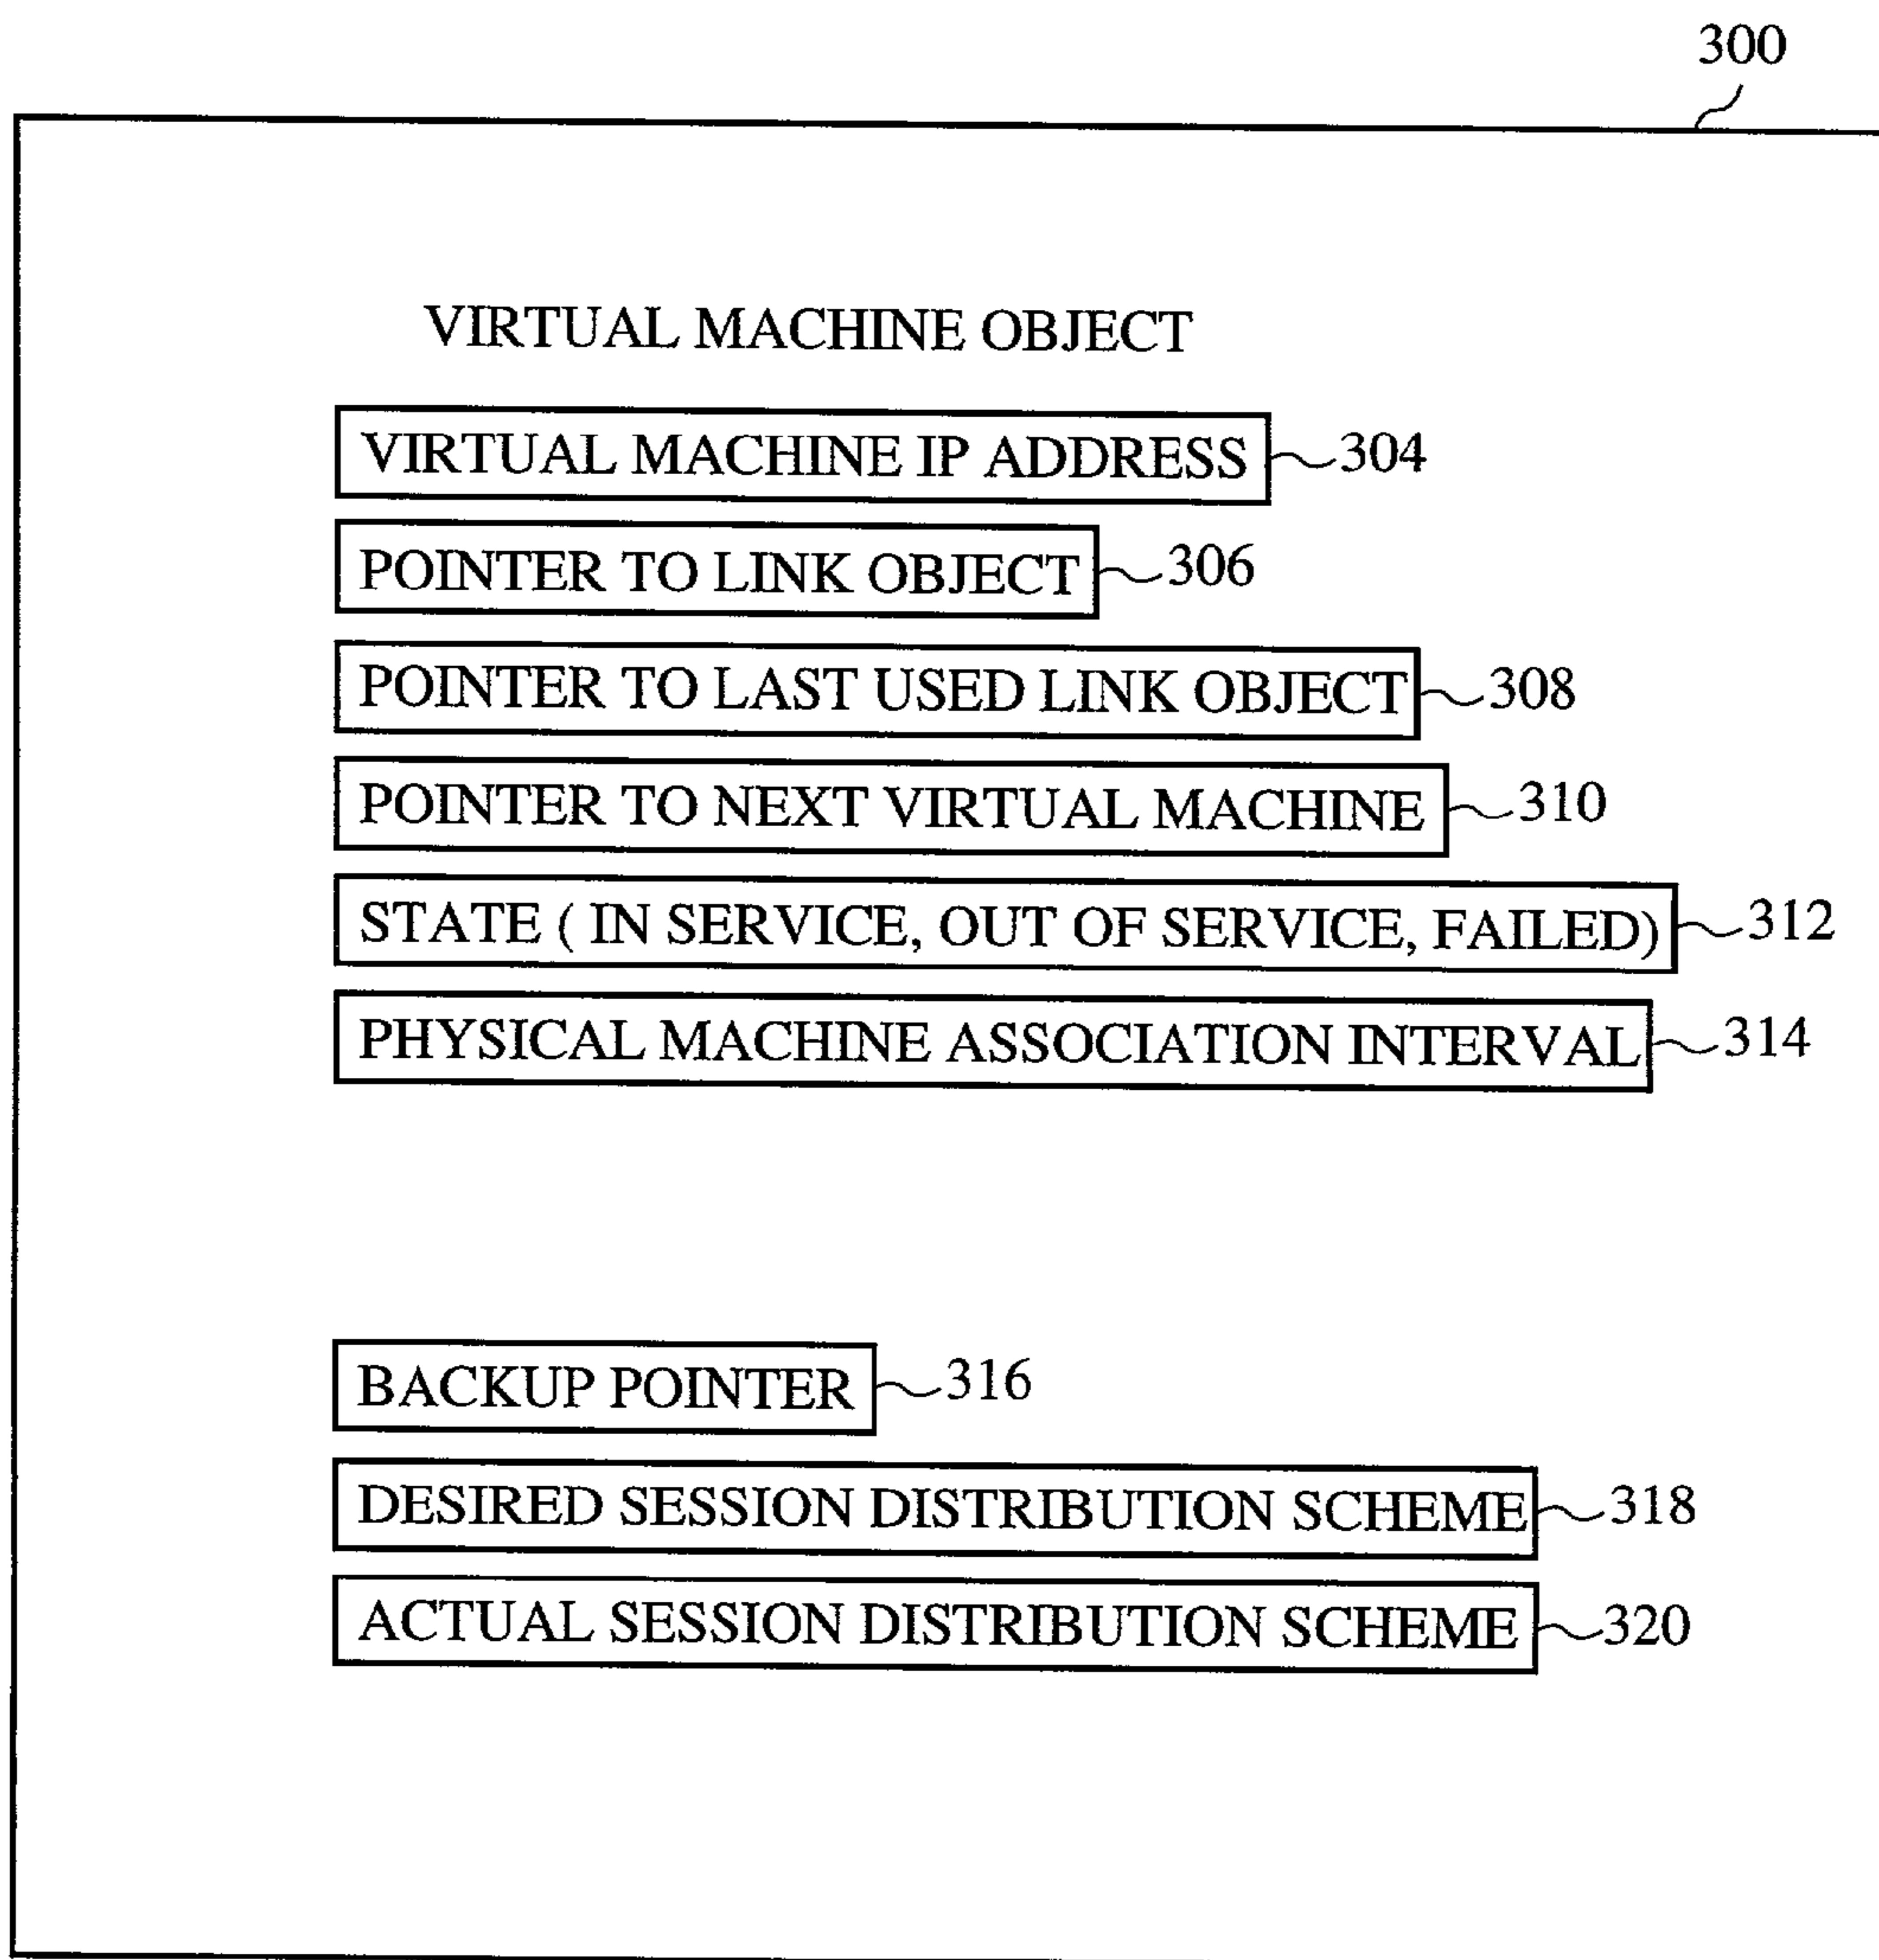 300
VIRTUAL MACHINE OBJECT
VIRTUAL MACHINE IP ADDRESS 304
POINTER TO LINK OBJECT 306
POINTER TO LAST USED LINK OBJECT 308
POINTER TO NEXT VIRTUAL MACHINE 310
STATE ( IN SERVICE, OUT OF SERVICE, FAILED) 312
PHYSICAL MACHINE ASSOCIATION INTERVAL 314
BACKUP POINTER 316
DESIRED SESSION DISTRIBUTION SCHEME 318
ACTUAL SESSION DISTRIBUTION SCHEME 320